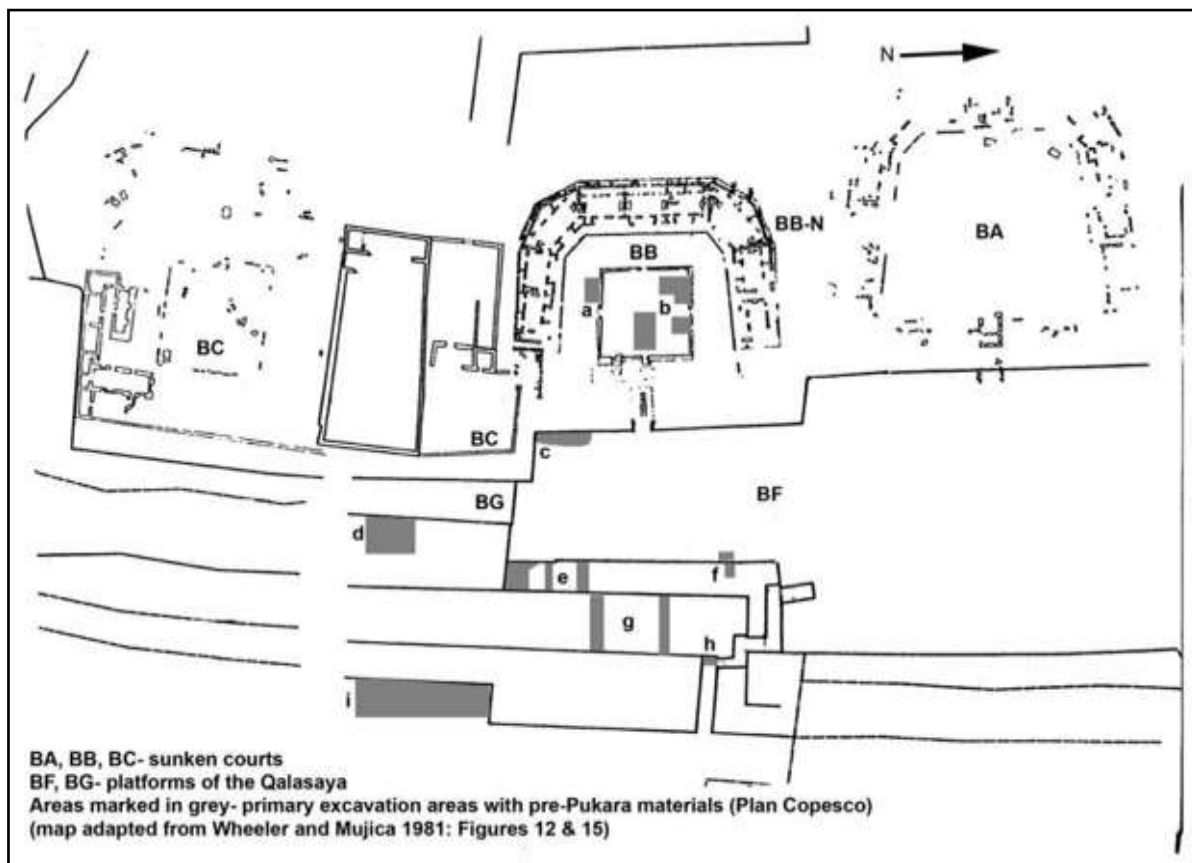 N
BB-N
BB
BA
a
b
BC
BC
c
BG
BF
d
e
f
g
h
i
BA, BB, BC- sunken courts
BF, BG- platforms of the Qalasaya
Areas marked in grey- primary excavation areas with pre-Pukara materials (Plan Copesco)
(map adapted from Wheeler and Mujica 1981: Figures 12 & 15)